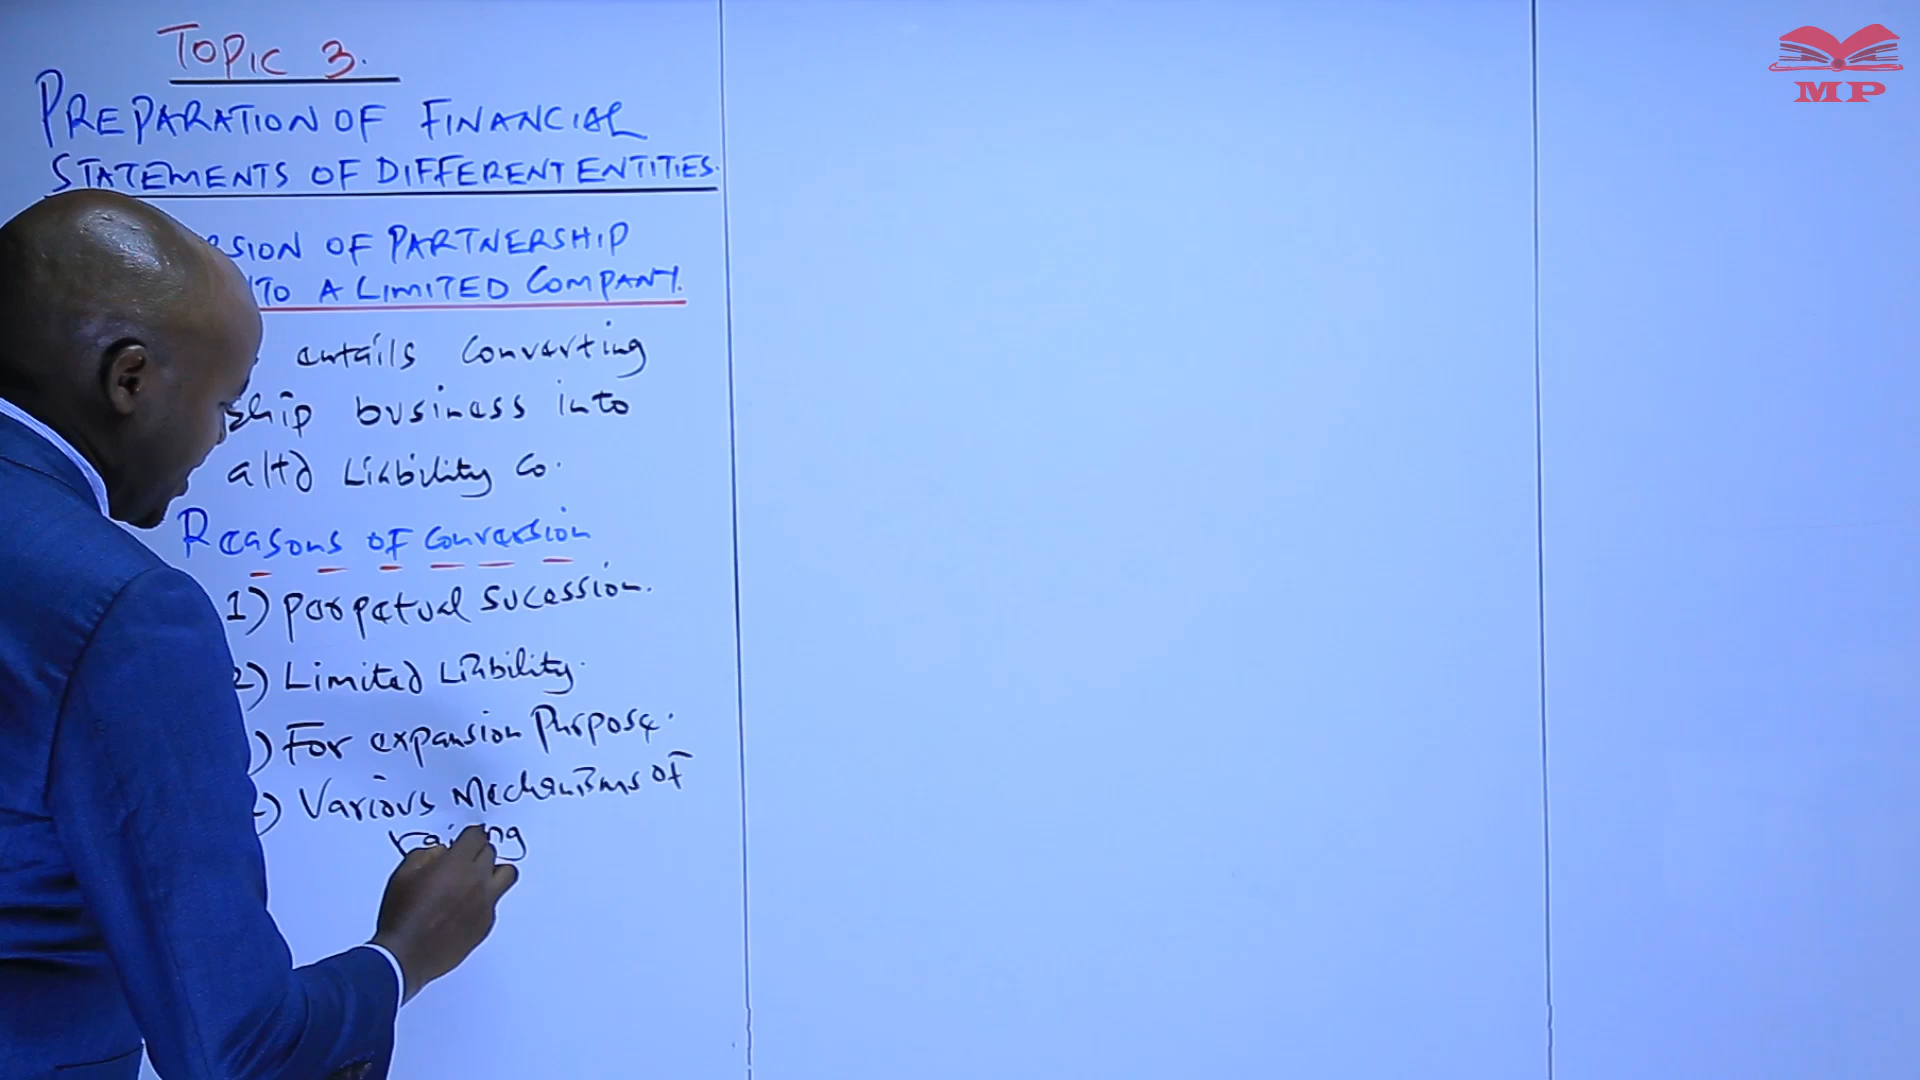 TOPIC 3.
MP
PREPARATION OF FINANCIAL
STATEMENTS OF DIFFERENT ENTITIES.
RSION OF PARTNERSHIP
TO A LIMITED COMPANY.
entails converting
ship business into
a ltd Liability Co.
Reasons of conversion
1) perpetual sucession.
2) Limited Liability.
) For expansion Purpose.
) Various Mechanisms of
raising